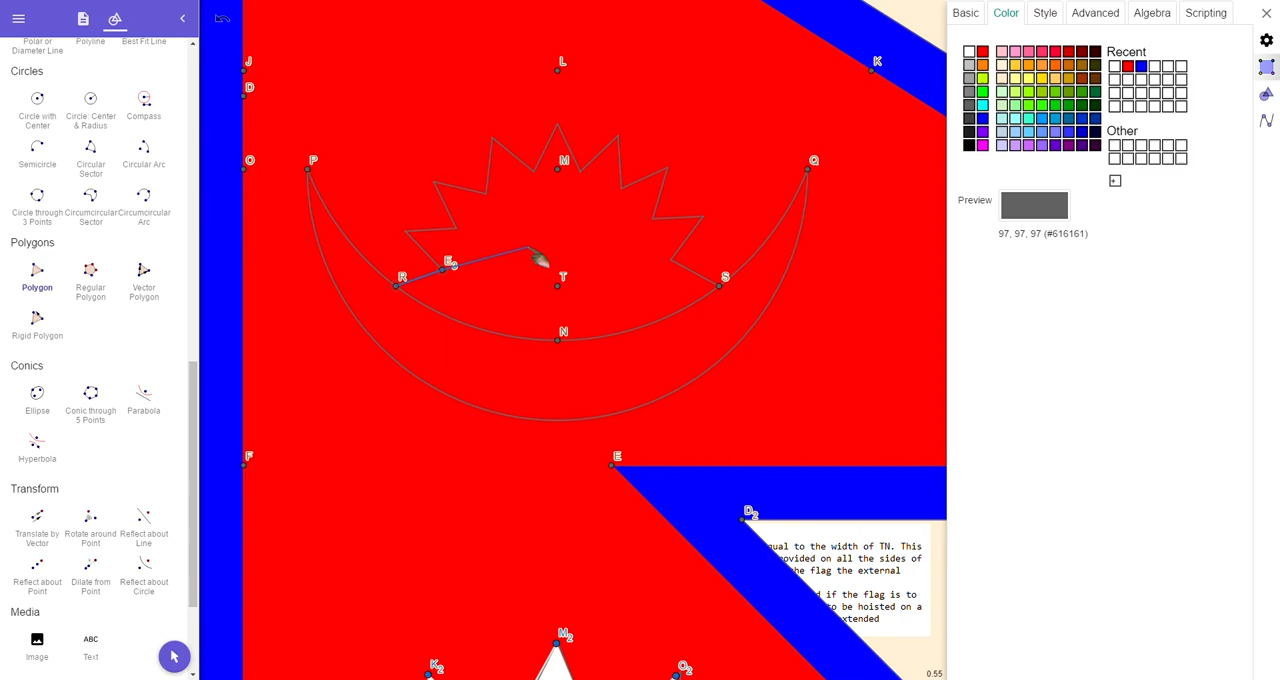 Basic Color Style Advanced Algebra Scripting
Polar or Diameter Line
Polyline
Best Fit Line
Circles
Circle with Center
Circle: Center & Radius
Compass
Semicircle
Circular Sector
Circular Arc
Circle through 3 Points
Circumcircular Sector
Circumcircular Arc
Polygons
Polygon
Regular Polygon
Vector Polygon
Rigid Polygon
Conics
Ellipse
Conic through 5 Points
Parabola
Hyperbola
Transform
Translate by Vector
Rotate around Point
Reflect about Line
Reflect about Point
Dilate from Point
Reflect about Circle
Media
Image
ABC
Text
J
L
K
D
O
P
M
Q
E3
R
T
S
N
F
E
D2
M2
K2
O2
qual to the width of TN. This
rovided on all the sides of
he flag the external
d if the flag is to
to be hoisted on a
xtended
0.55
Recent
Other
Preview
97, 97, 97 (#616161)